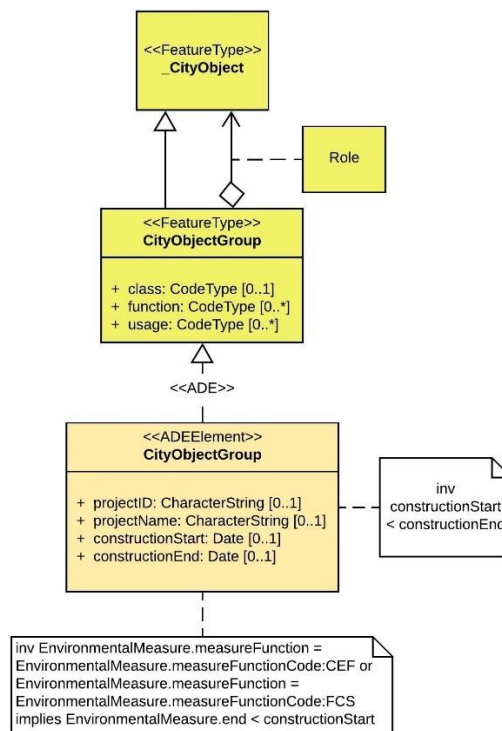 <<FeatureType>>
_CityObject
Role
<<FeatureType>>
CityObjectGroup
+ class: CodeType [0..1]
+ function: CodeType [0..*]
+ usage: CodeType [0..*]
<<ADE>>
<<ADEElement>>
CityObjectGroup
+ projectID: CharacterString [0..1]
+ projectName: CharacterString [0..1]
+ constructionStart: Date [0..1]
+ constructionEnd: Date [0..1]
inv
constructionStart
< constructionEnd
inv EnvironmentalMeasure.measureFunction =
EnvironmentalMeasure.measureFunctionCode:CEF or
EnvironmentalMeasure.measureFunction =
EnvironmentalMeasure.measureFunctionCode:FCS
implies EnvironmentalMeasure.end < constructionStart